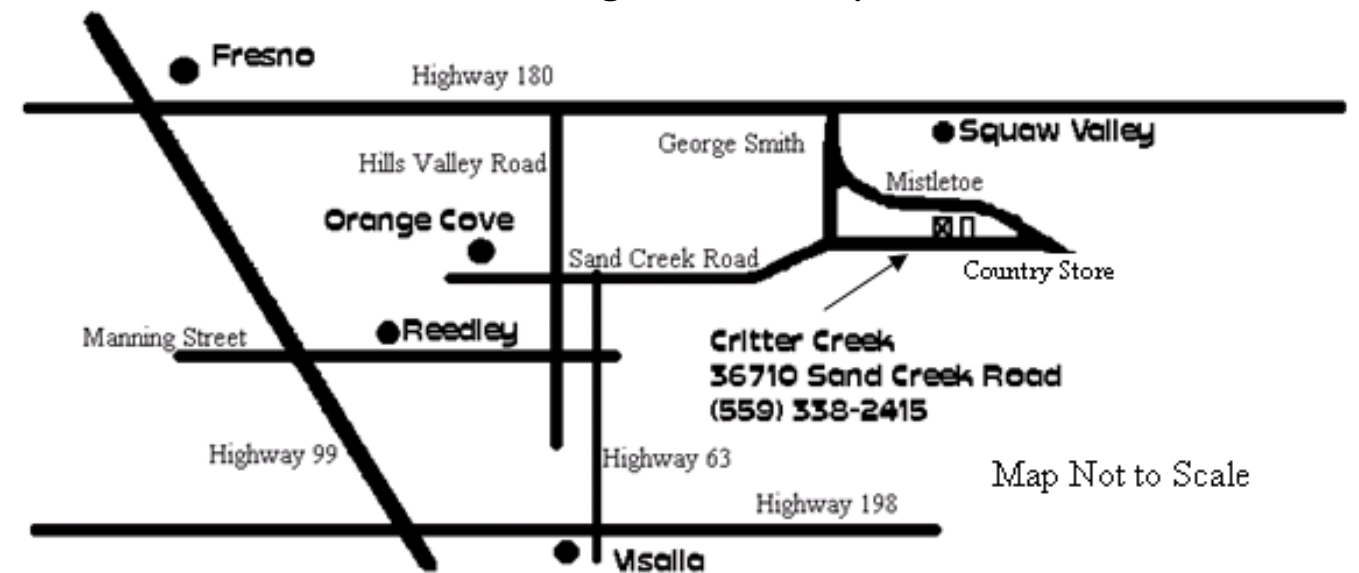 Fresno
Highway 180
Squaw Valley
George Smith
Hills Valley Road
Mistletoe
Orange Cove
Sand Creek Road
Country Store
Manning Street
Reedley
Critter Creek
36710 Sand Creek Road
(559) 338-2415
Highway 99
Highway 63
Map Not to Scale
Highway 198
Visalia